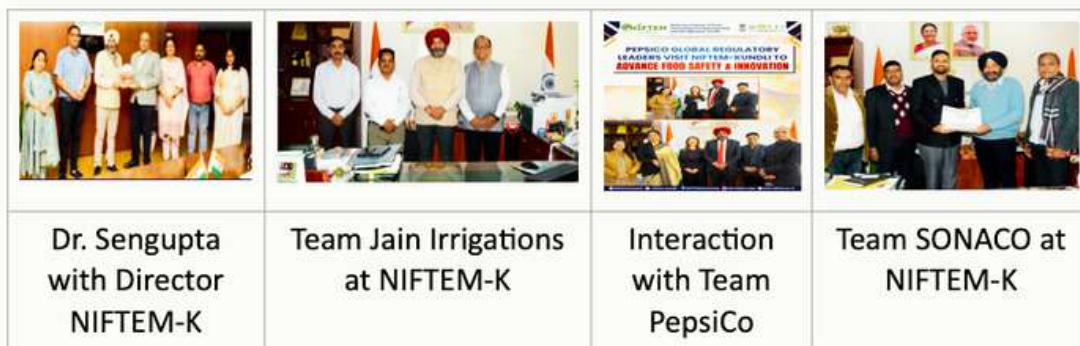 NIFTEM
PEPSICO GLOBAL REGULATORY
LEADERS VISIT NIFTEM-KUNDLI TO
ADVANCE FOOD SAFETY & INNOVATION
Dr. Sengupta
with Director
NIFTEM-K
Team Jain Irrigations
at NIFTEM-K
Interaction
with Team
PepsiCo
Team SONACO at
NIFTEM-K